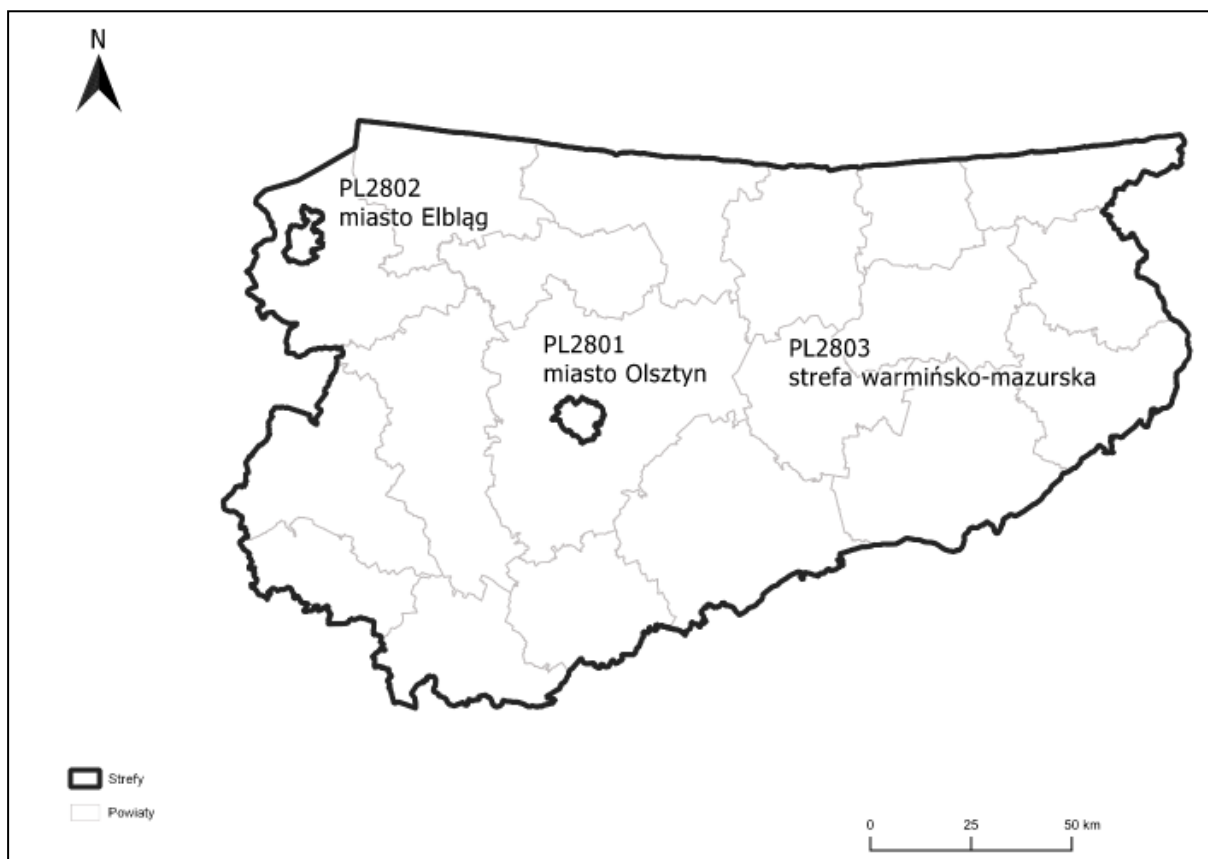 N
PL2802
miasto Elbląg
PL2801
miasto Olsztyn
PL2803
strefa warmińsko-mazurska
Strefy
Powiaty
0 25 50 km